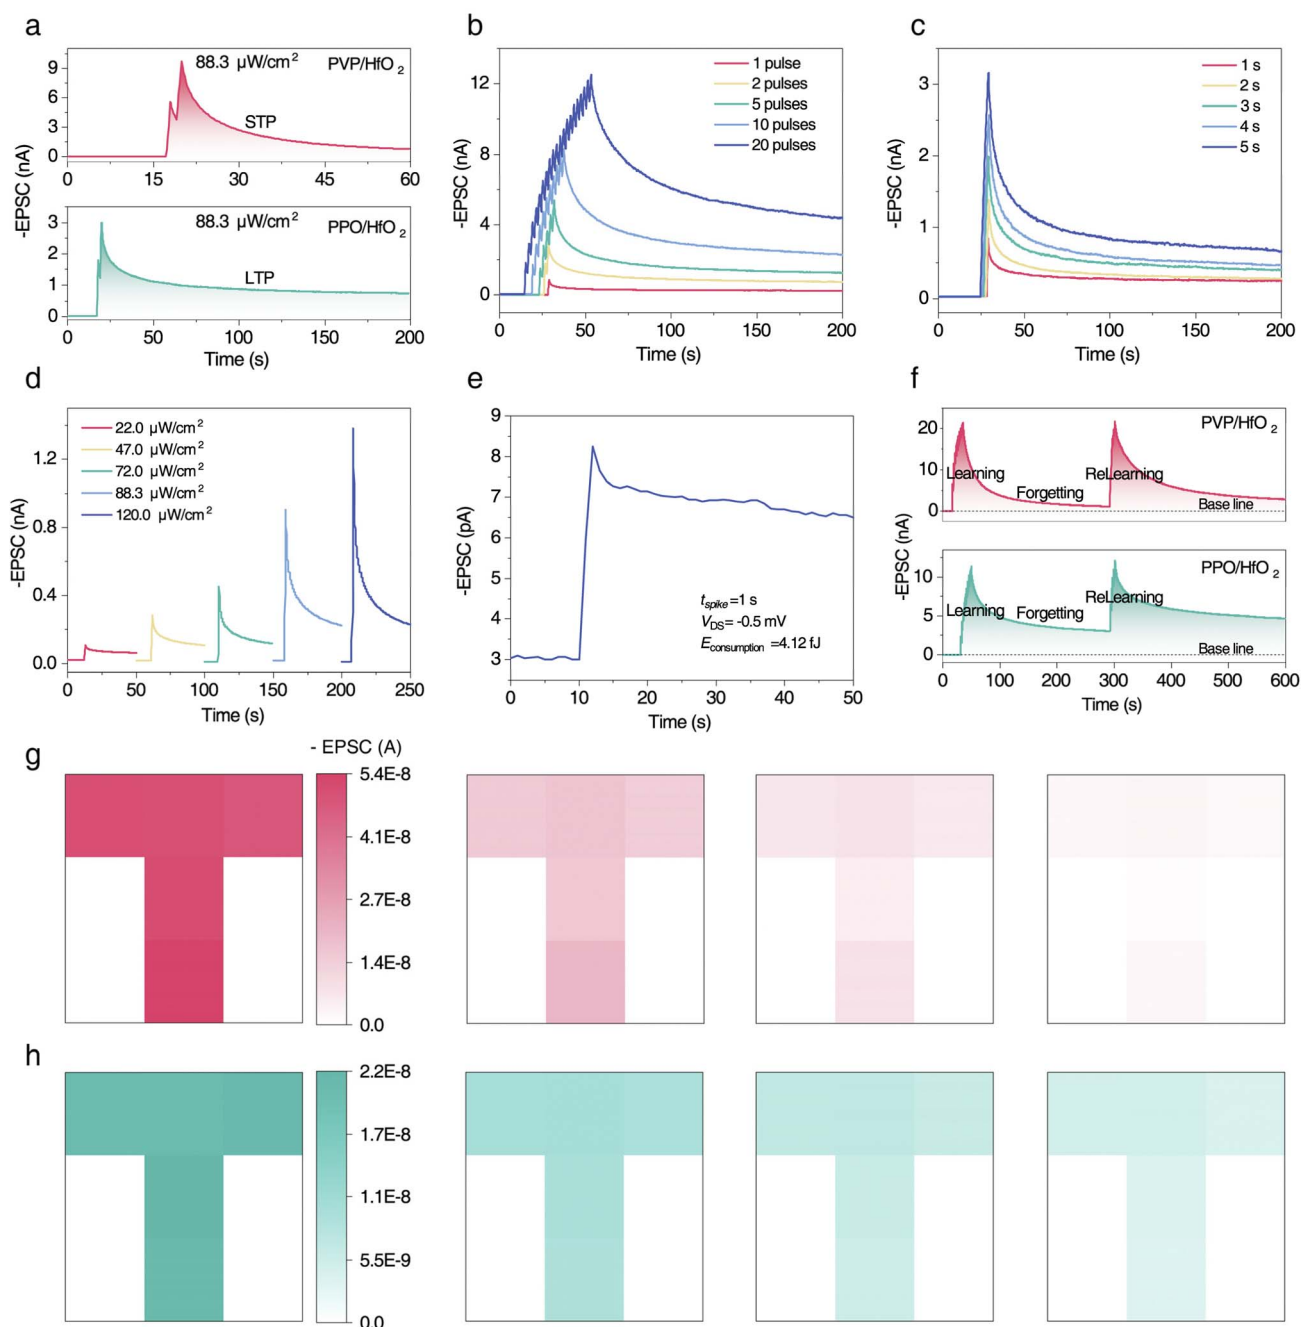 a
88.3 µW/cm²
PVP/HfO₂
9
6
3
0
STP
0 15 30 45 60
88.3 µW/cm²
PPO/HfO₂
3
2
1
0
LTP
0 50 100 150 200
-EPSC (nA)
Time (s)
b
1 pulse
2 pulses
5 pulses
10 pulses
20 pulses
12
8
4
0
-EPSC (nA)
0 50 100 150 200
Time (s)
c
1 s
2 s
3 s
4 s
5 s
3
2
1
0
-EPSC (nA)
0 50 100 150 200
Time (s)
d
22.0 µW/cm²
47.0 µW/cm²
72.0 µW/cm²
88.3 µW/cm²
120.0 µW/cm²
1.2
0.8
0.4
0.0
-EPSC (nA)
0 50 100 150 200 250
Time (s)
e
9
8
7
6
5
4
3
-EPSC (pA)
tspike=1 s
VDS= -0.5 mV
Econsumption =4.12 fJ
0 10 20 30 40 50
Time (s)
f
PVP/HfO₂
20
10
0
Learning
Forgetting
ReLearning
Base line
PPO/HfO₂
10
5
0
Learning
Forgetting
ReLearning
Base line
-EPSC (nA)
0 100 200 300 400 500 600
Time (s)
g
- EPSC (A)
5.4E-8
4.1E-8
2.7E-8
1.4E-8
0.0
h
2.2E-8
1.7E-8
1.1E-8
5.5E-9
0.0